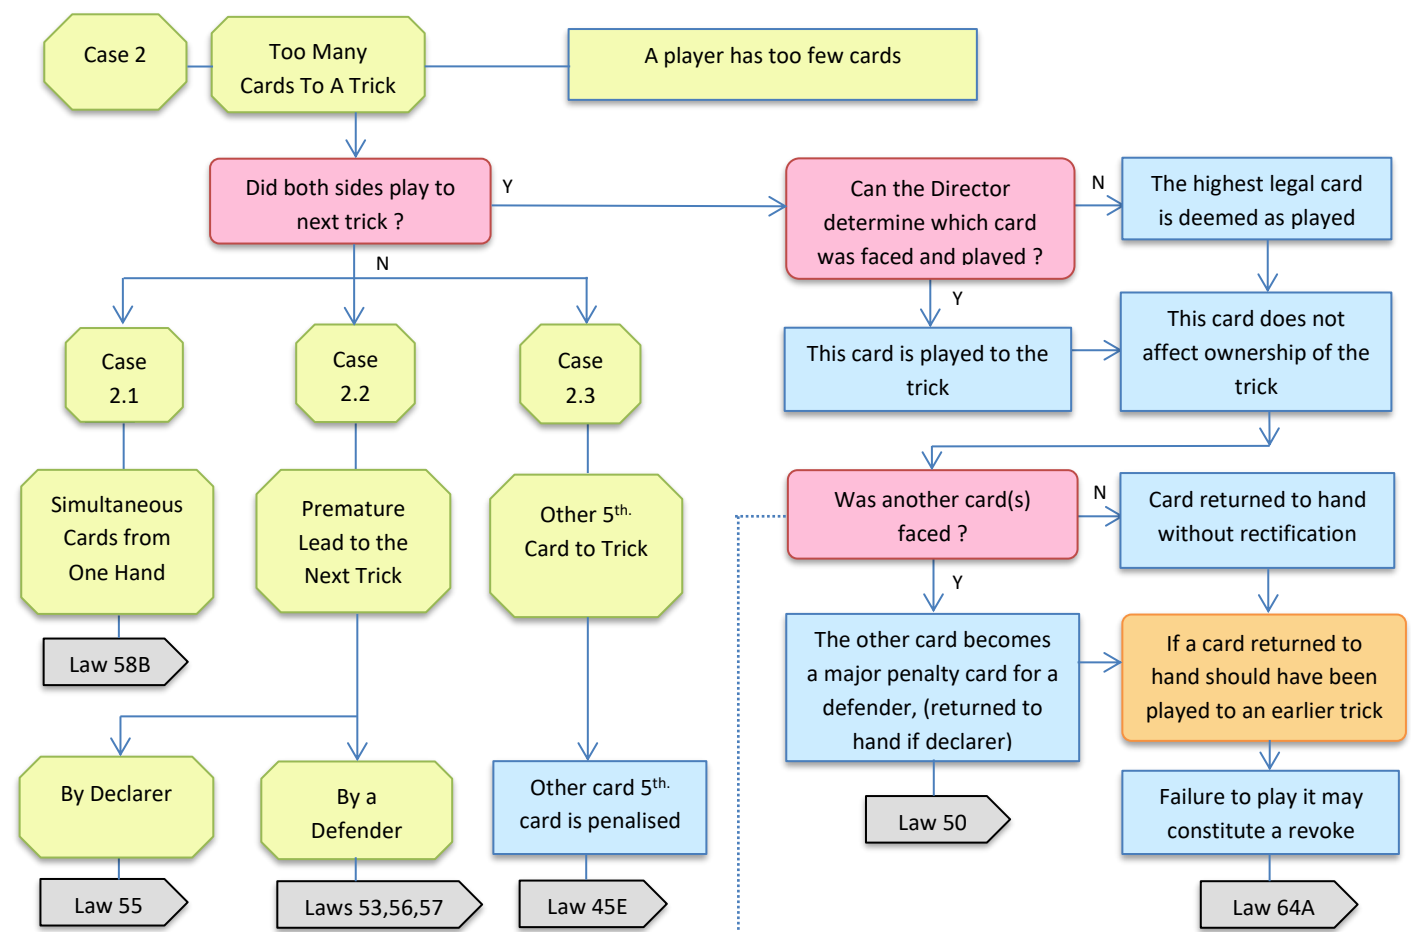 Case 2
Too Many
Cards To A Trick
A player has too few cards
Did both sides play to
next trick ?
Y
N
Can the Director
determine which card
was faced and played ?
N
Y
The highest legal card
is deemed as played
This card is played to the
trick
This card does not
affect ownership of the
trick
Case
2.1
Case
2.2
Case
2.3
Simultaneous
Cards from
One Hand
Premature
Lead to the
Next Trick
Other 5th.
Card to Trick
Was another card(s)
faced ?
N
Y
Card returned to hand
without rectification
Law 58B
The other card becomes
a major penalty card for a
defender, (returned to
hand if declarer)
If a card returned to
hand should have been
played to an earlier trick
By Declarer
By a
Defender
Other card 5th.
card is penalised
Law 50
Failure to play it may
constitute a revoke
Law 55
Laws 53,56,57
Law 45E
Law 64A